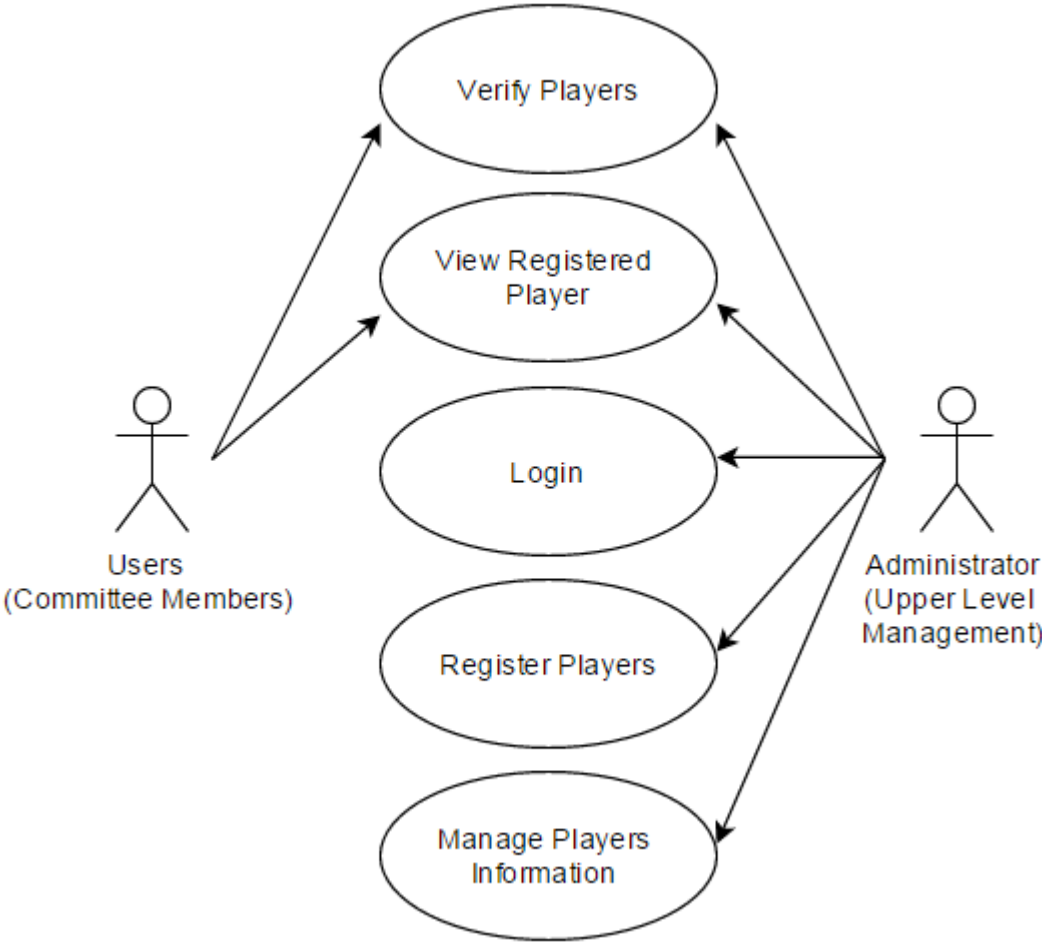 Verify Players
View Registered
Player
Login
Users
(Committee Members)
Administrator
(Upper Level
Management)
Register Players
Manage Players
Information